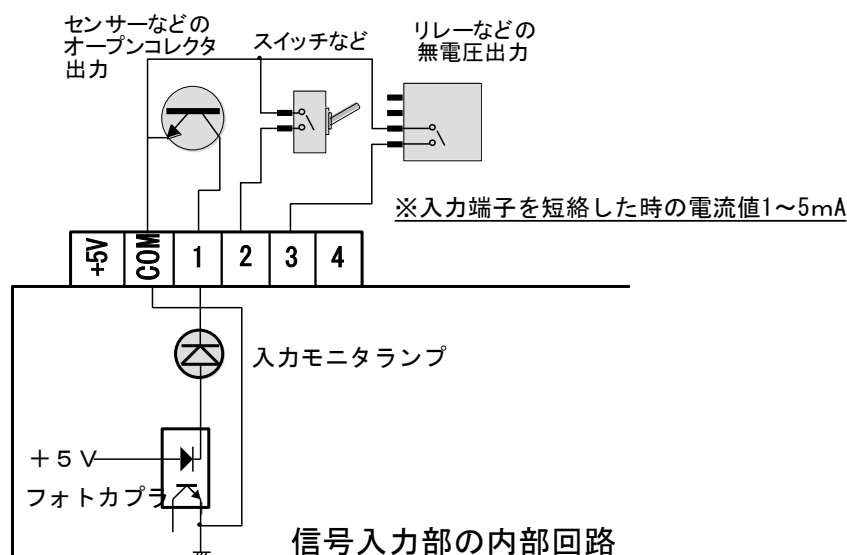 センサーなどの
オープンコレクタ
出力
スイッチなど
リレーなどの
無電圧出力
※入力端子を短絡した時の電流値1～5mA
+5V COM 1 2 3 4
入力モニタランプ
＋５V
フォトカプラ
信号入力部の内部回路